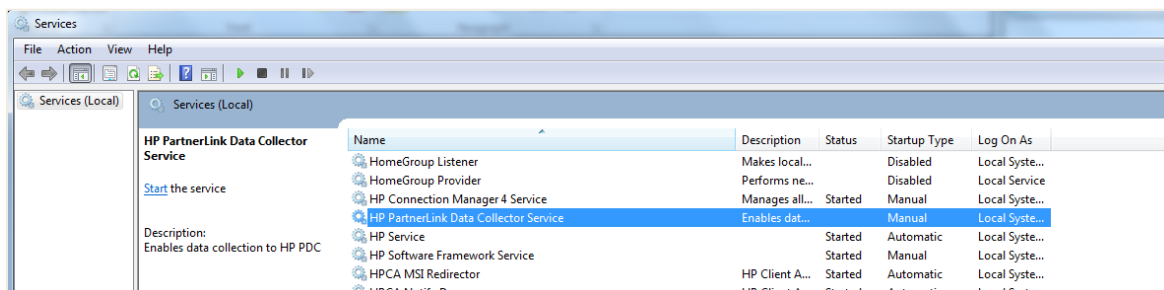 Services
File Action View Help
Services (Local)
Services (Local)
HP PartnerLink Data Collector Service
Start the service
Description:
Enables data collection to HP PDC
Name Description Status Startup Type Log On As
HomeGroup Listener Makes local... Disabled Local Syste...
HomeGroup Provider Performs ne... Disabled Local Service
HP Connection Manager 4 Service Manages all... Started Manual Local Syste...
HP PartnerLink Data Collector Service Enables dat... Manual Local Syste...
HP Service Started Automatic Local Syste...
HP Software Framework Service Started Manual Local Syste...
HPCA MSI Redirector HP Client A... Started Automatic Local Syste...